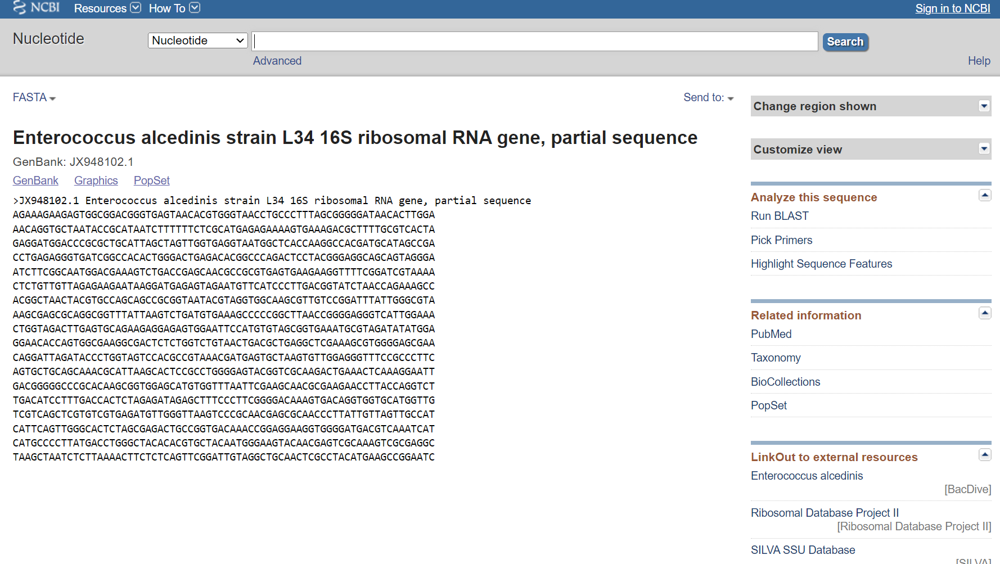 NCBI Resources How To Sign in to NCBI
Nucleotide Nucleotide Search
Advanced Help
FASTA Send to:
Enterococcus alcedinis strain L34 16S ribosomal RNA gene, partial sequence
GenBank: JX948102.1
GenBank Graphics PopSet
>JX948102.1 Enterococcus alcedinis strain L34 16S ribosomal RNA gene, partial sequence
AGAAAGAAGAGTGGCGGACGGGTGAGTAACACGTGGGTAACCTGCCCTTTAGCGGGGGATAACACTTGGA
AACAGGTGCTAATACCGCATAATCTTTTTTCTCGCATGAGAGAAAAGTGAAAGACGCTTTTGCGTCACTA
GAGGATGGACCCGCGCTGCATTAGCTAGTTGGTGAGGTAATGGCTCACCAAGGCCACGATGCATAGCCGA
CCTGAGAGGGTGATCGGCCACACTGGGACTGAGACACGGCCCAGACTCCTACGGGAGGCAGCAGTAGGGA
ATCTTCGGCAATGGACGAAAGTCTGACCGAGCAACGCCGCGTGAGTGAAGAAGGTTTTCGGATCGTAAAA
CTCTGTTGTTAGAGAAGAATAAGGATGAGAGTAGAATGTTCATCCCTTGACGGTATCTAACCAGAAAGCC
ACGGCTAACTACGTGCCAGCAGCCGCGGTAATACGTAGGTGGCAAGCGTTGTCCGGATTTATTGGGCGTA
AAGCGAGCGCAGGCGGTTTATTAAGTCTGATGTGAAAGCCCCCGGCTTAACCGGGGAGGGTCATTGGAAA
CTGGTAGACTTGAGTGCAGAAGAGGAGAGTGGAATTCCATGTGTAGCGGTGAAATGCGTAGATATATGGA
GGAACACCAGTGGCGAAGGCGACTCTCTGGTCTGTAACTGACGCTGAGGCTCGAAAGCGTGGGGAGCGAA
CAGGATTAGATACCCTGGTAGTCCACGCCGTAAACGATGAGTGCTAAGTGTTGGAGGGTTTCCGCCCTTC
AGTGCTGCAGCAAACGCATTAAGCACTCCGCCTGGGGAGTACGGTCGCAAGACTGAAACTCAAAGGAATT
GACGGGGGCCCGCACAAGCGGTGGAGCATGTGGTTTAATTCGAAGCAACGCGAAGAACCTTACCAGGTCT
TGACATCCTTTGACCACTCTAGAGATAGAGCTTTCCCTTCGGGGACAAAGTGACAGGTGGTGCATGGTTG
TCGTCAGCTCGTGTCGTGAGATGTTGGGTTAAGTCCCGCAACGAGCGCAACCCTTATTGTTAGTTGCCAT
CATTCAGTTGGGCACTCTAGCGAGACTGCCGGTGACAAACCGGAGGAAGGTGGGGATGACGTCAAATCAT
CATGCCCCTTATGACCTGGGCTACACACGTGCTACAATGGGAAGTACAACGAGTCGCAAAGTCGCGAGGC
TAAGCTAATCTCTTAAAACTTCTCTCAGTTCGGATTGTAGGCTGCAACTCGCCTACATGAAGCCGGAATC
Change region shown
Customize view
Analyze this sequence
Run BLAST
Pick Primers
Highlight Sequence Features
Related information
PubMed
Taxonomy
BioCollections
PopSet
LinkOut to external resources
Enterococcus alcedinis
[BacDive]
Ribosomal Database Project II
[Ribosomal Database Project II]
SILVA SSU Database
[SILVA]